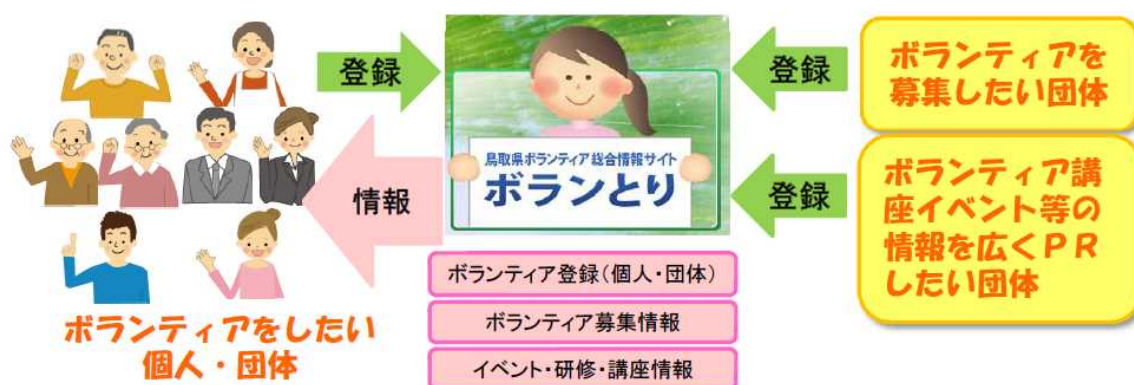 登録
情報
ボランティアをしたい
個人・団体
鳥取県ボランティア総合情報サイト
ボランとり
ボランティア登録(個人・団体)
ボランティア募集情報
イベント・研修・講座情報
登録
登録
ボランティアを
募集したい団体
ボランティア講
座イベント等の
情報を広くPR
したい団体